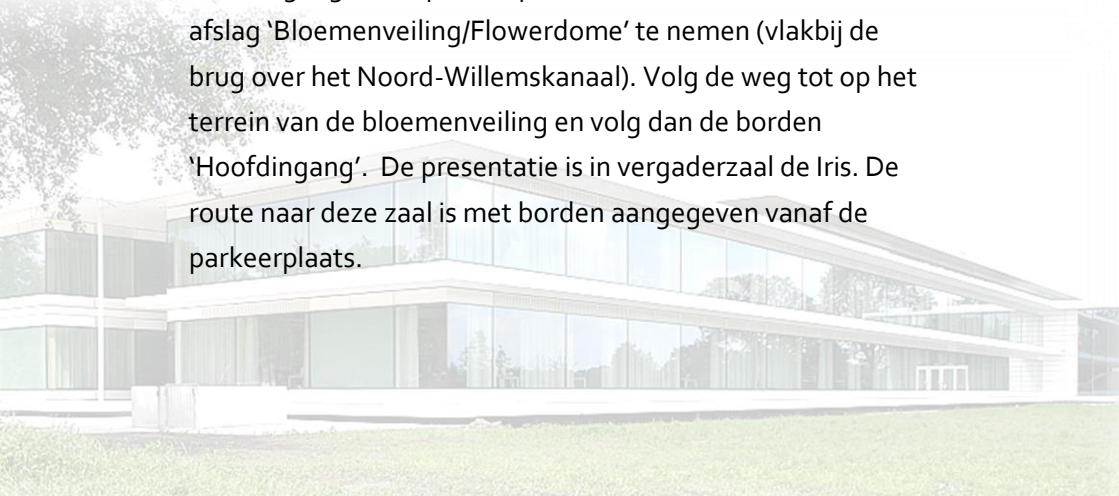 afslag ‘Bloemenveiling/Flowerdome’ te nemen (vlakbij de
brug over het Noord-Willemskanaal). Volg de weg tot op het
terrein van de bloemenveiling en volg dan de borden
‘Hoofdingang’.  De presentatie is in vergaderzaal de Iris. De
route naar deze zaal is met borden aangegeven vanaf de
parkeerplaats.